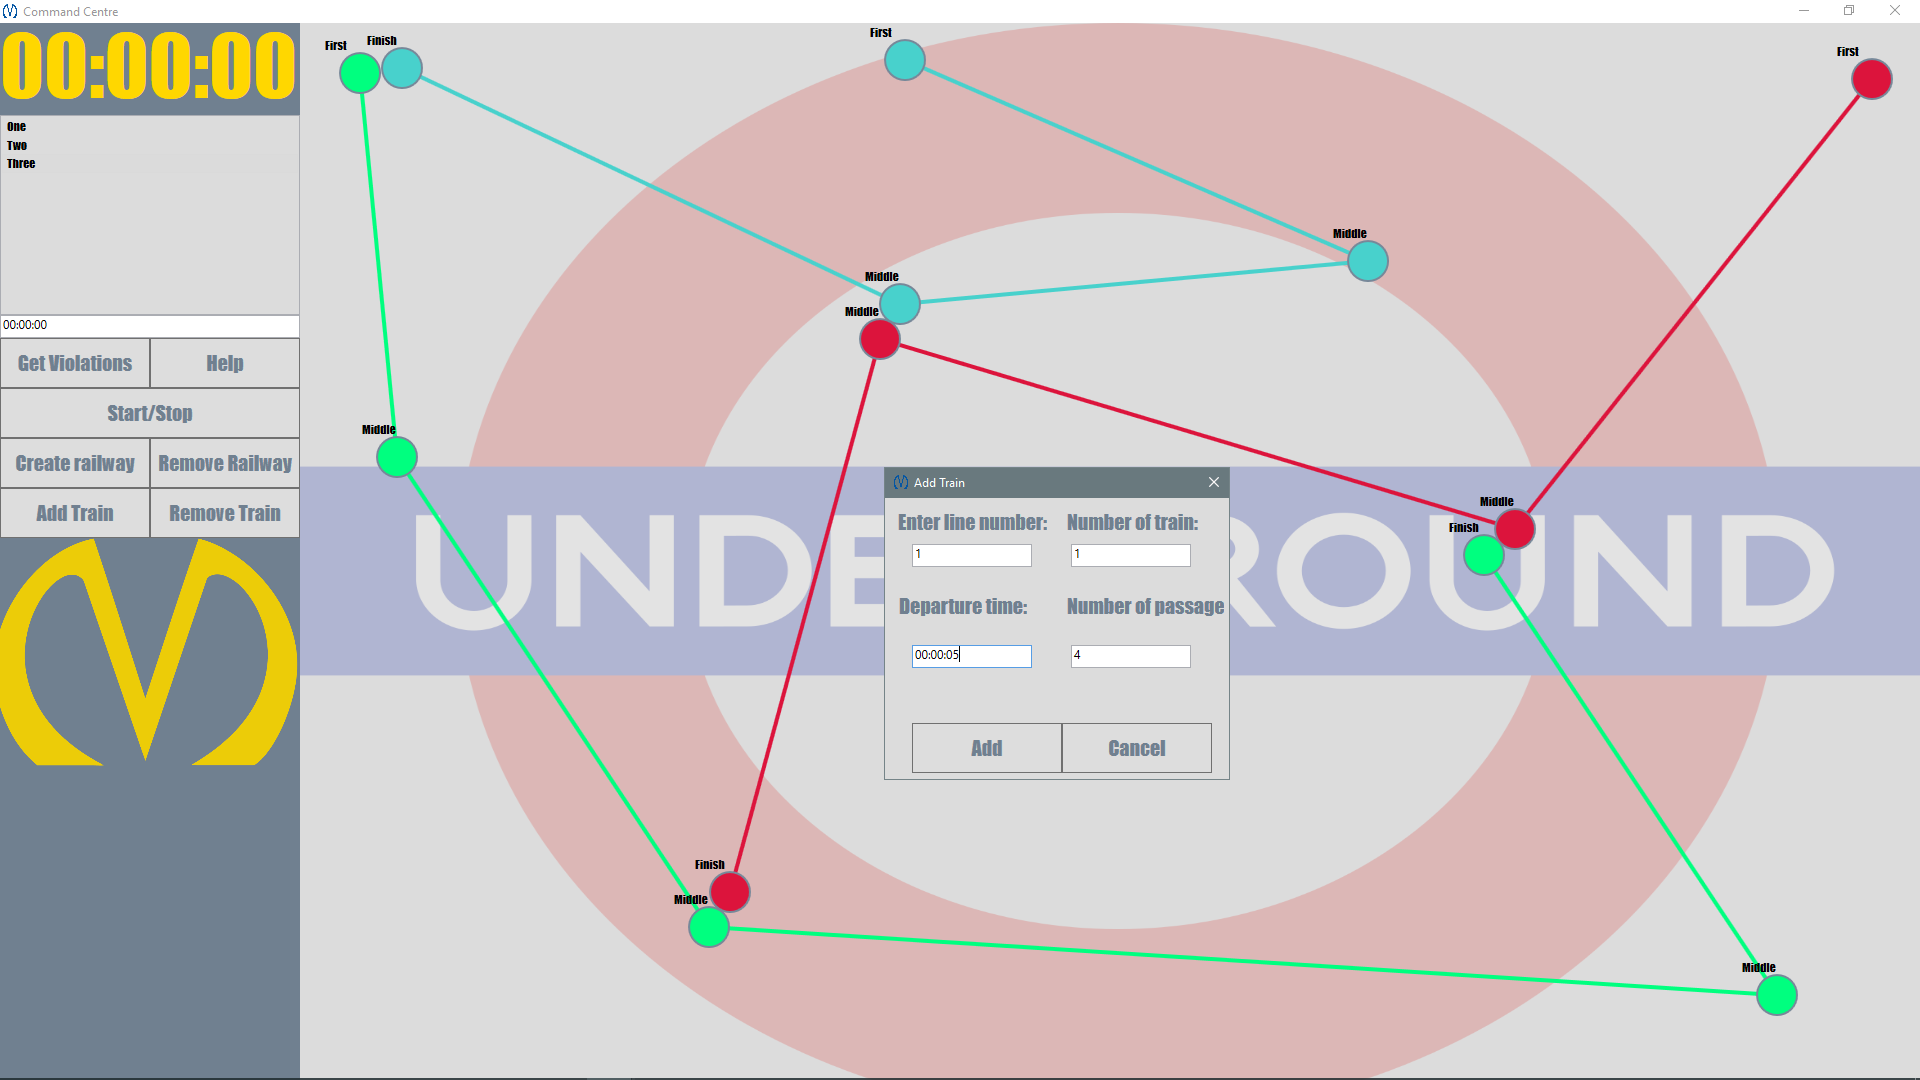 Command Centre
00:00:00
One
Two
Three
00:00:00
Get Violations
Help
Start/Stop
Create railway
Remove Railway
Add Train
Remove Train
First
Finish
First
First
Middle
Middle
Middle
Middle
Middle
Finish
UNDE
ROUND
Add Train
Enter line number:
Number of train:
1
1
Departure time:
Number of passage
00:00:05
4
Add
Cancel
Finish
Middle
Middle